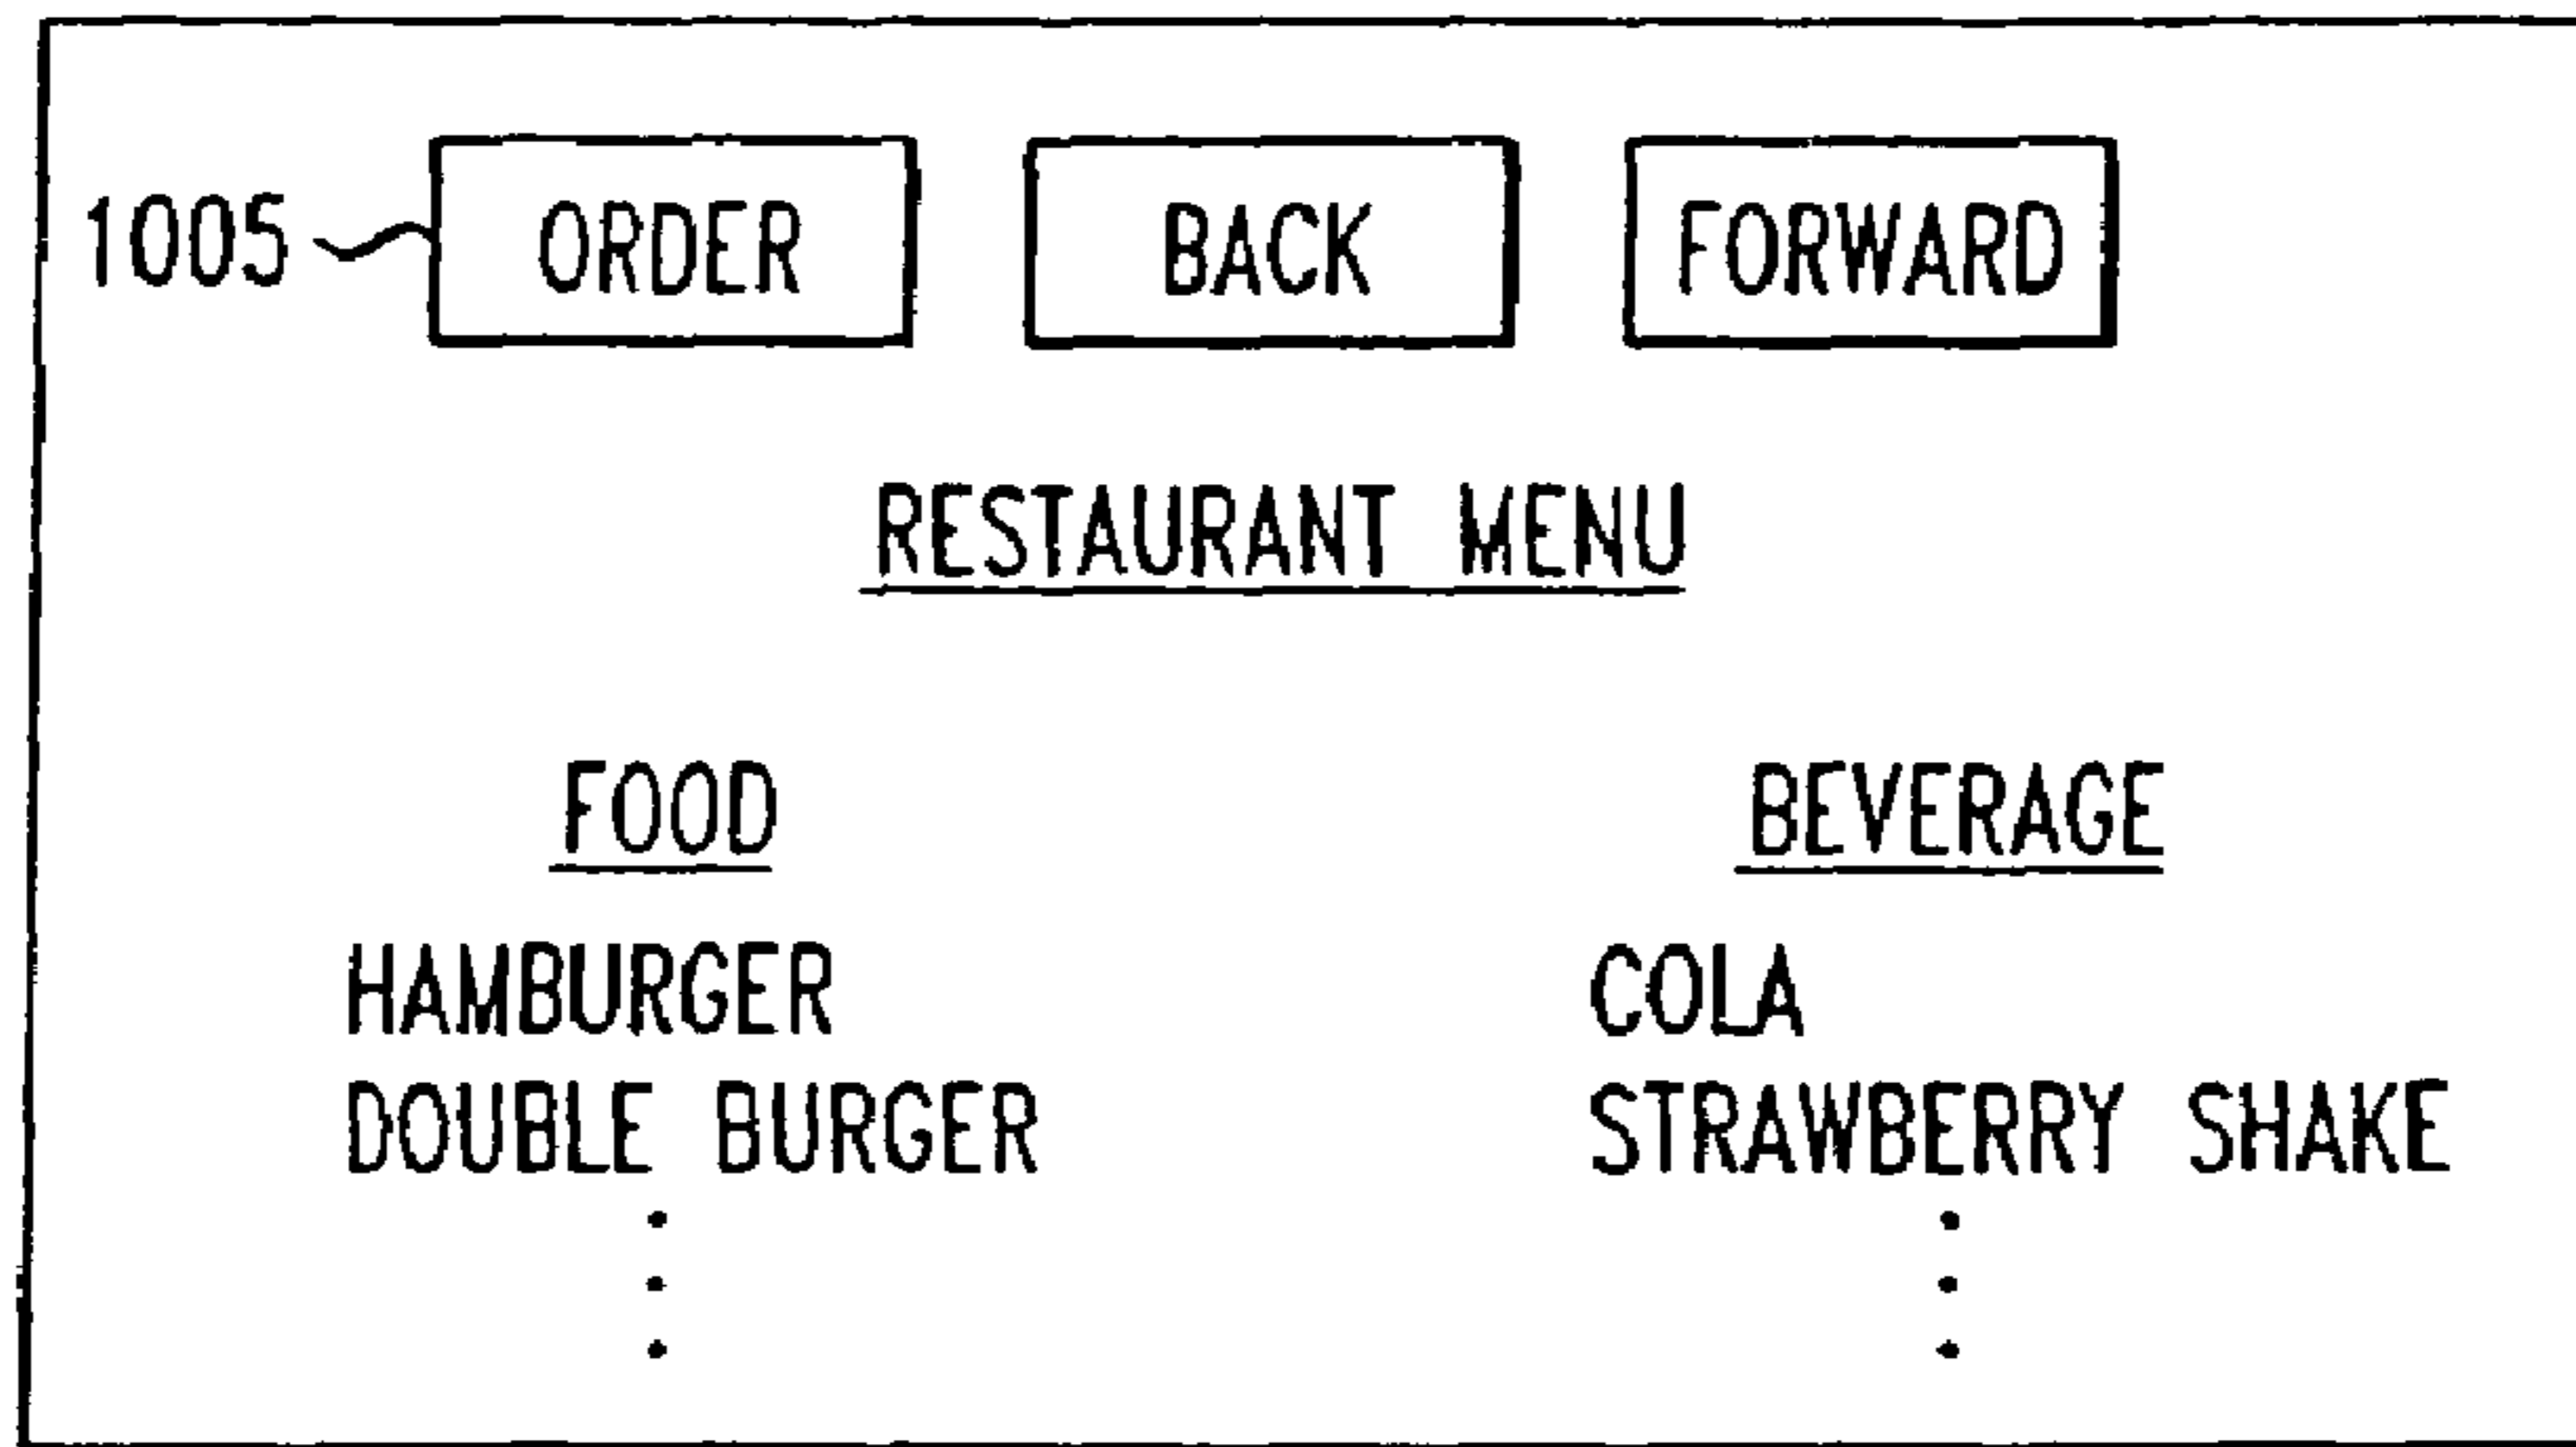 1005 ORDER BACK FORWARD
RESTAURANT MENU
FOOD BEVERAGE
HAMBURGER COLA
DOUBLE BURGER STRAWBERRY SHAKE